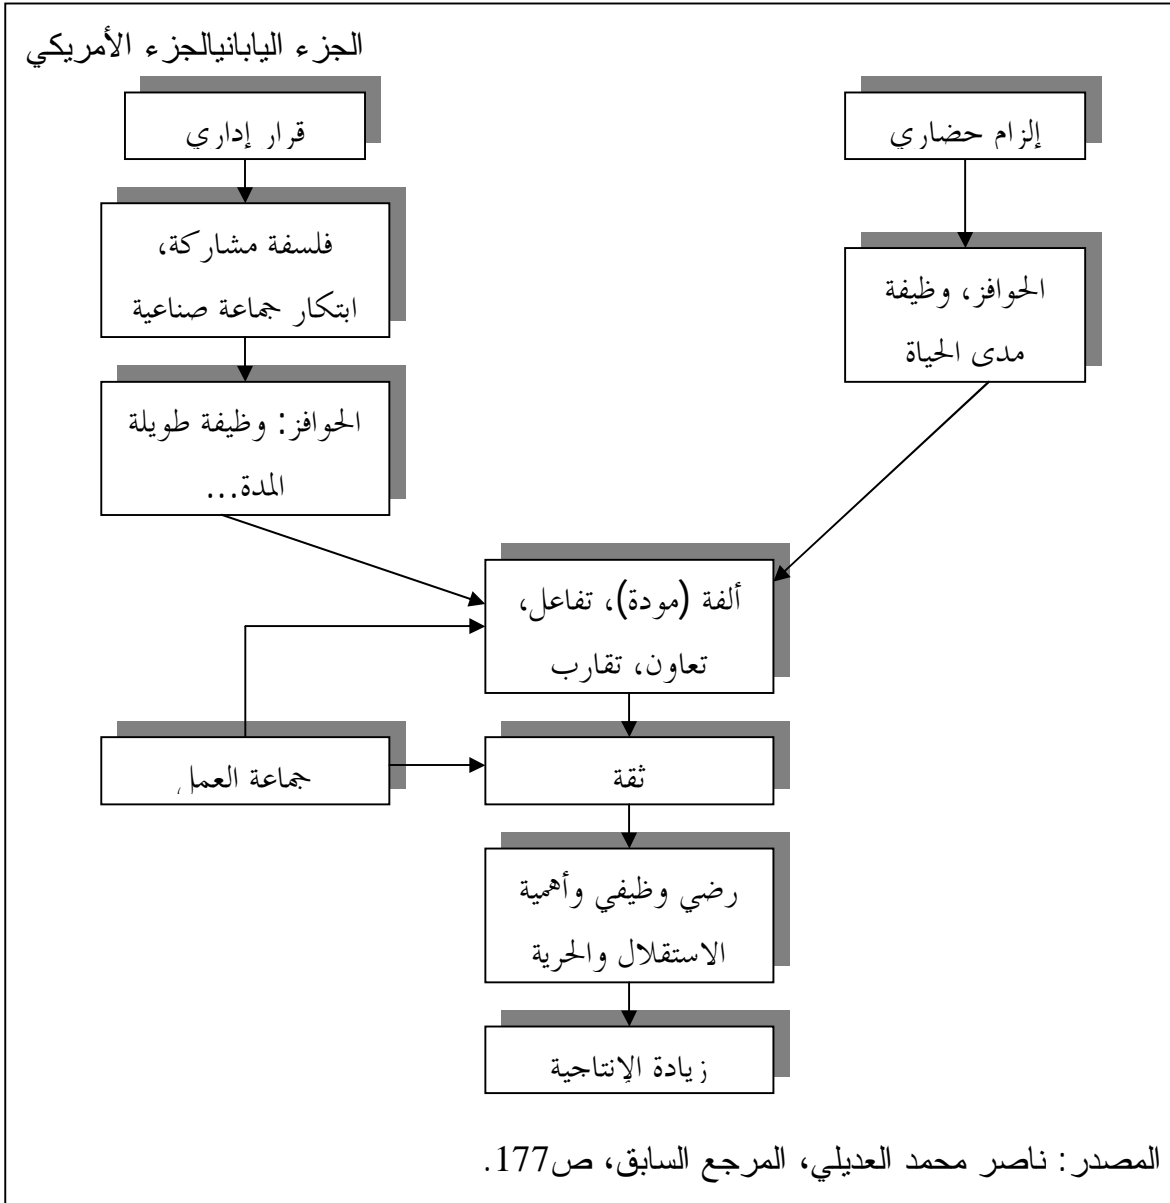 الجزء اليابانيالجزء الأمريكي
إلزام حضاري
الحوافز، وظيفة
مدى الحياة
قرار إداري
فلسفة مشاركة،
ابتكار جماعة صناعية
الحوافز: وظيفة طويلة
المدة...
ألفة (مودة)، تفاعل،
تعاون، تقارب
جماعة العمل
ثقة
رضي وظيفي وأهمية
الاستقلال والحرية
زيادة الإنتاجية
المصدر: ناصر محمد العديلي، المرجع السابق، ص177.